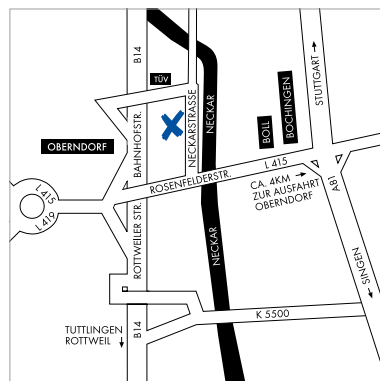 B14
STUTTGART →
TÜV
NECKAR
NECKARSTRASSE
BAHNHOFSTR.
BOLL
BOCHINGEN
OBERNDORF
L 415
ROSENFELDERSTR.
L 415
L 419
CA. 4KM
ZUR AUSFAHRT
OBERNDORF
A81
ROTTWEILER STR.
NECKAR
SINGEN →
K 5500
TUTTLINGEN
ROTTWEIL
B14